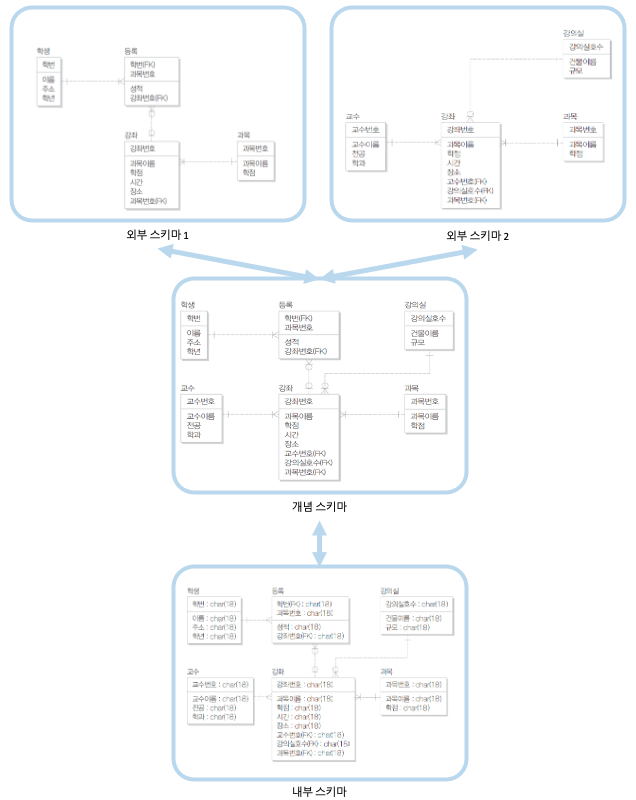 학생
학번
이름
주소
학년
등록
학번(FK)
과목번호
성적
강좌번호(FK)
강좌
강좌번호
과목이름
학점
시간
장소
과목번호(FK)
과목
과목번호
과목이름
학점
외부 스키마 1
강의실
강의실호수
건물이름
규모
교수
교수번호
교수이름
전공
학과
강좌
강좌번호
과목이름
학점
시간
장소
교수번호(FK)
강의실호수(FK)
과목번호(FK)
과목
과목번호
과목이름
학점
외부 스키마 2
학생
학번
이름
주소
학년
등록
학번(FK)
과목번호
성적
강좌번호(FK)
강의실
강의실호수
건물이름
규모
교수
교수번호
교수이름
전공
학과
강좌
강좌번호
과목이름
학점
시간
장소
교수번호(FK)
강의실호수(FK)
과목번호(FK)
과목
과목번호
과목이름
학점
개념 스키마
학생
학번 : char(18)
이름 : char(18)
주소 : char(18)
학년 : char(18)
등록
학번(FK) : char(18)
과목번호 : char(18)
성적 : char(18)
강좌번호(FK) : char(18)
강의실
강의실호수 : char(18)
건물이름 : char(18)
규모 : char(18)
교수
교수번호 : char(18)
교수이름 : char(18)
전공 : char(18)
학과 : char(18)
강좌
강좌번호 : char(18)
과목이름 : char(18)
학점 : char(18)
시간 : char(18)
장소 : char(18)
교수번호(FK) : char(18)
강의실호수(FK) : char(18)
과목번호(FK) : char(18)
과목
과목번호 : char(18)
과목이름 : char(18)
학점 : char(18)
내부 스키마